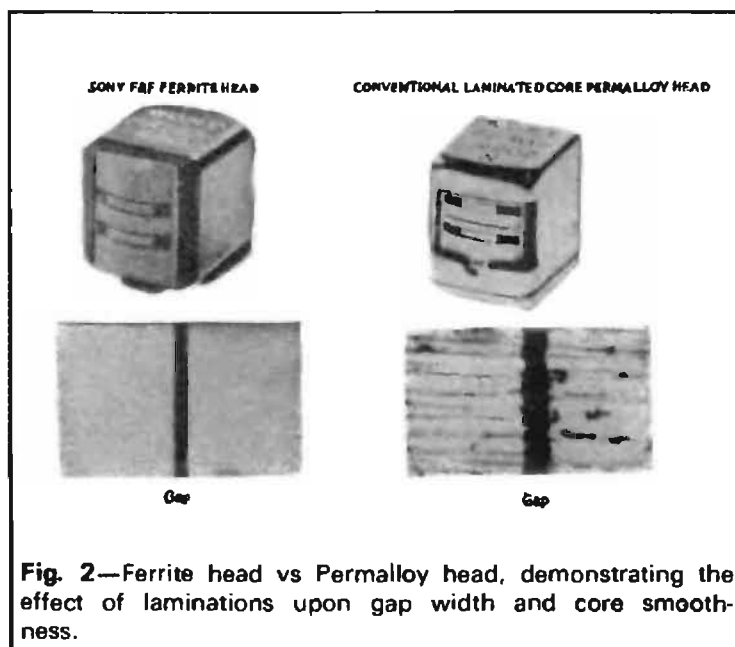 SONY F&F FERRITE HEAD
CONVENTIONAL LAMINATED CORE PERMALLOY HEAD
Gap
Gap
Fig. 2—Ferrite head vs Permalloy head, demonstrating the
effect of laminations upon gap width and core smooth-
ness.